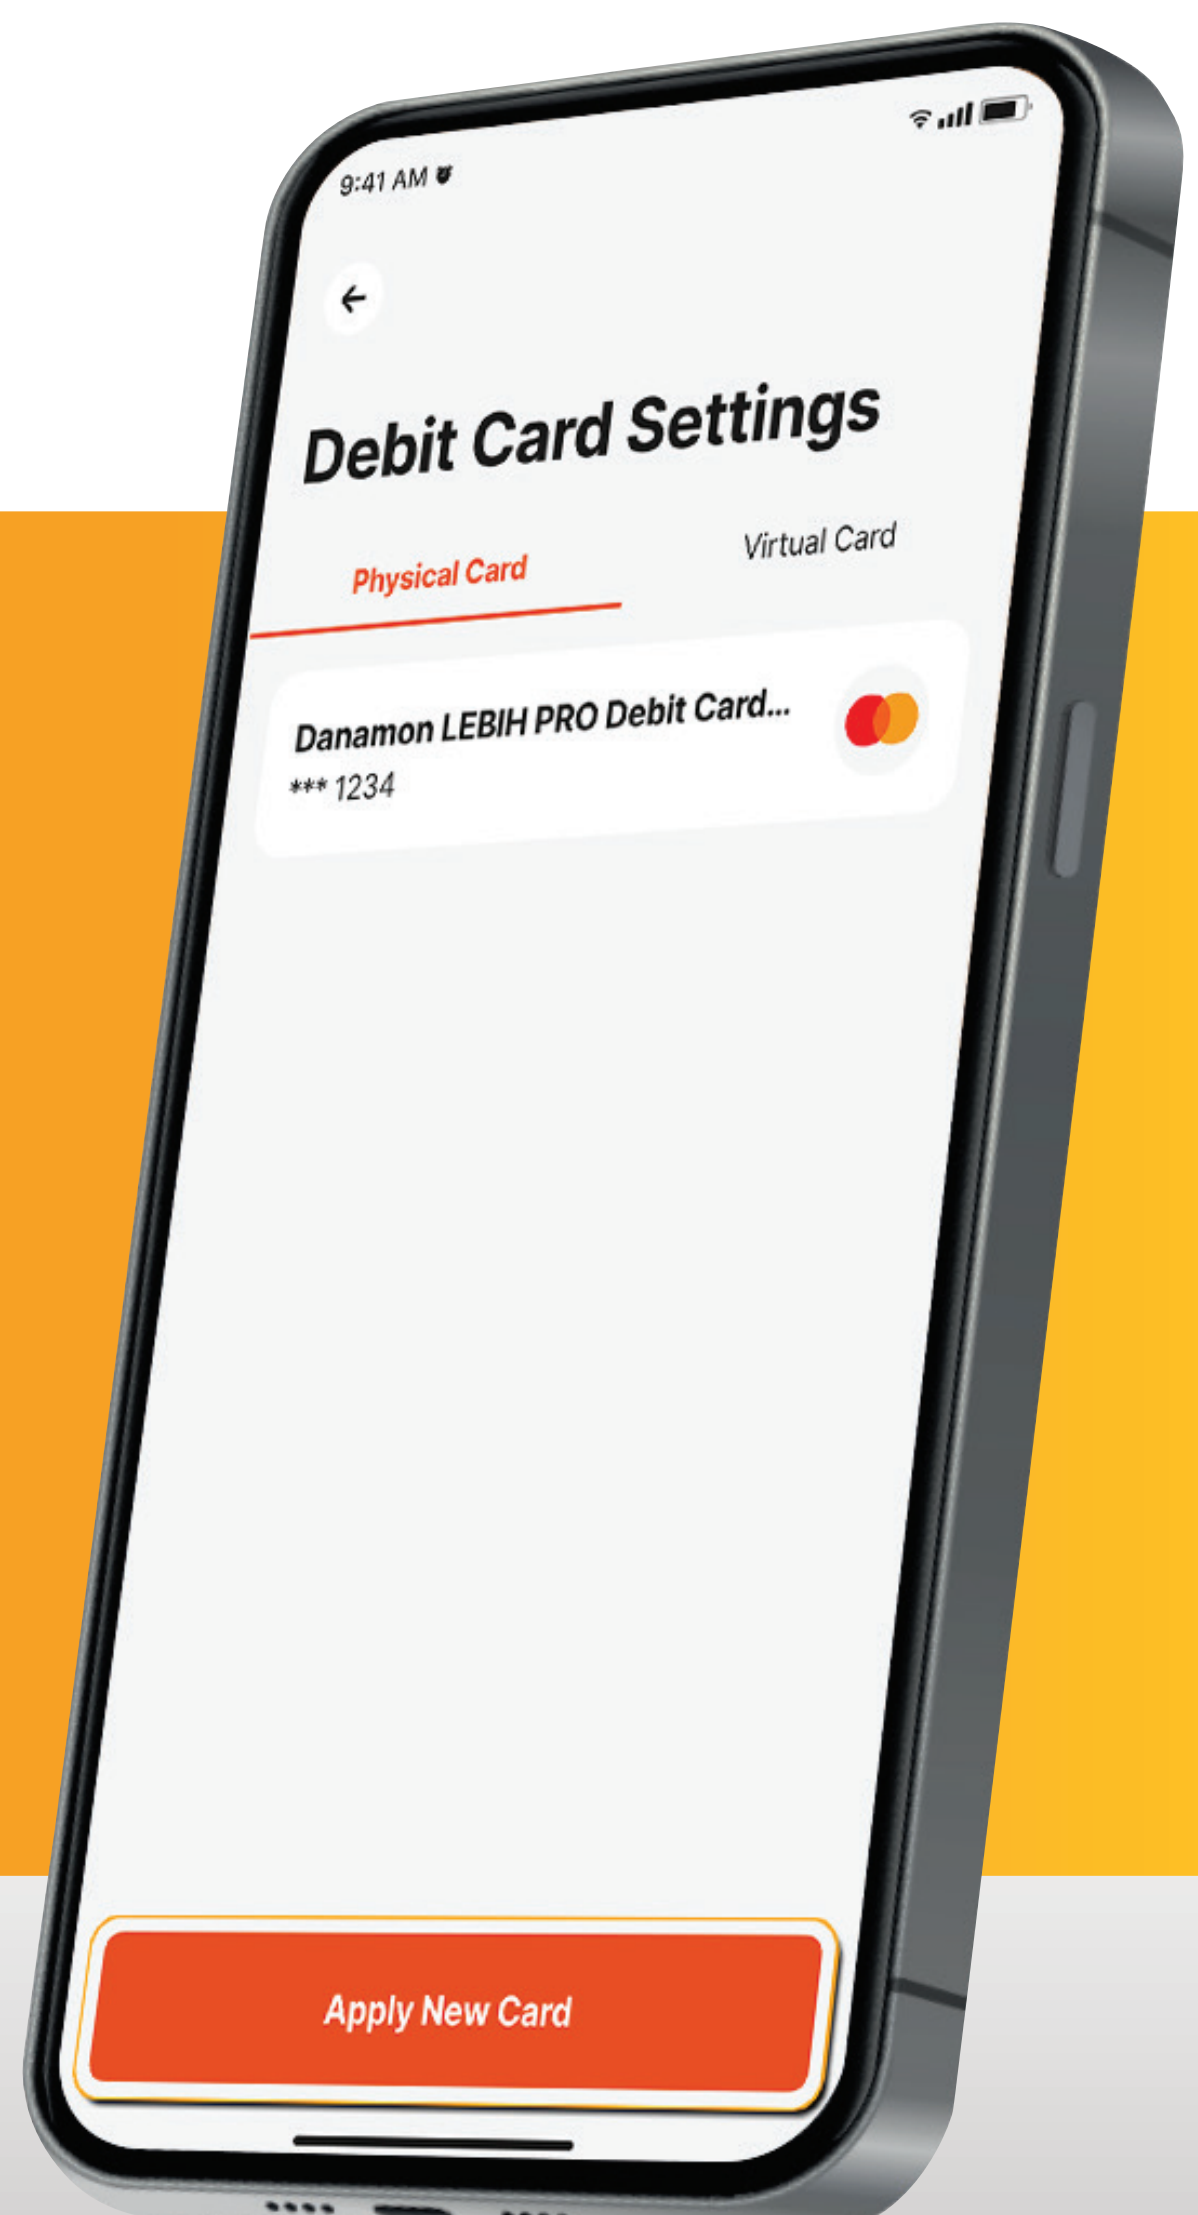 9:41 AM
Debit Card Settings
Physical Card
Virtual Card
Danamon LEBIH PRO Debit Card...
*** 1234
Apply New Card